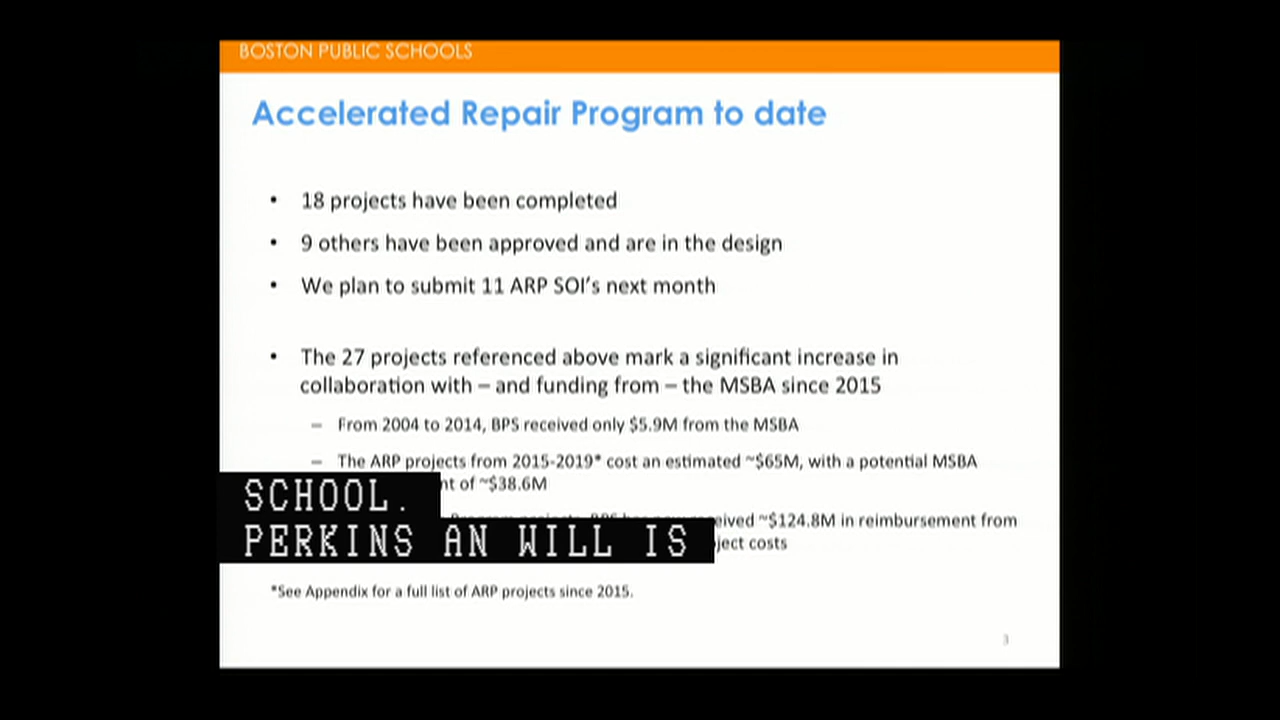 BOSTON PUBLIC SCHOOLS
Accelerated Repair Program to date
• 18 projects have been completed
• 9 others have been approved and are in the design
• We plan to submit 11 ARP SOI's next month
• The 27 projects referenced above mark a significant increase in
collaboration with – and funding from – the MSBA since 2015
– From 2004 to 2014, BPS received only $5.9M from the MSBA
– The ARP projects from 2015-2019* cost an estimated ~$65M, with a potential MSBA
of ~$38.6M
~$124.8M in reimbursement from
costs
SCHOOL.
PERKINS AN WILL IS
*See Appendix for a full list of ARP projects since 2015.
3